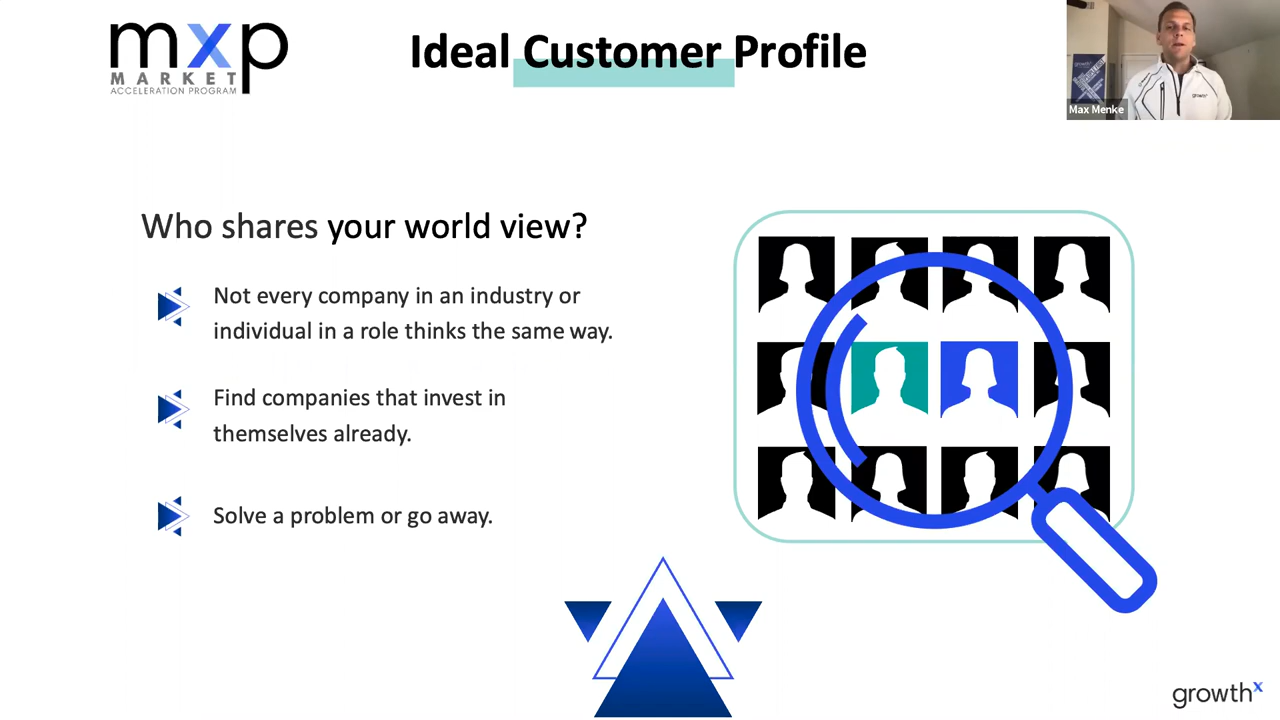 mxp
MARKET
ACCELERATION PROGRAM
Ideal Customer Profile
growthx
Max Menke
Who shares your world view?
Not every company in an industry or
individual in a role thinks the same way.
Find companies that invest in
themselves already.
Solve a problem or go away.
growthx